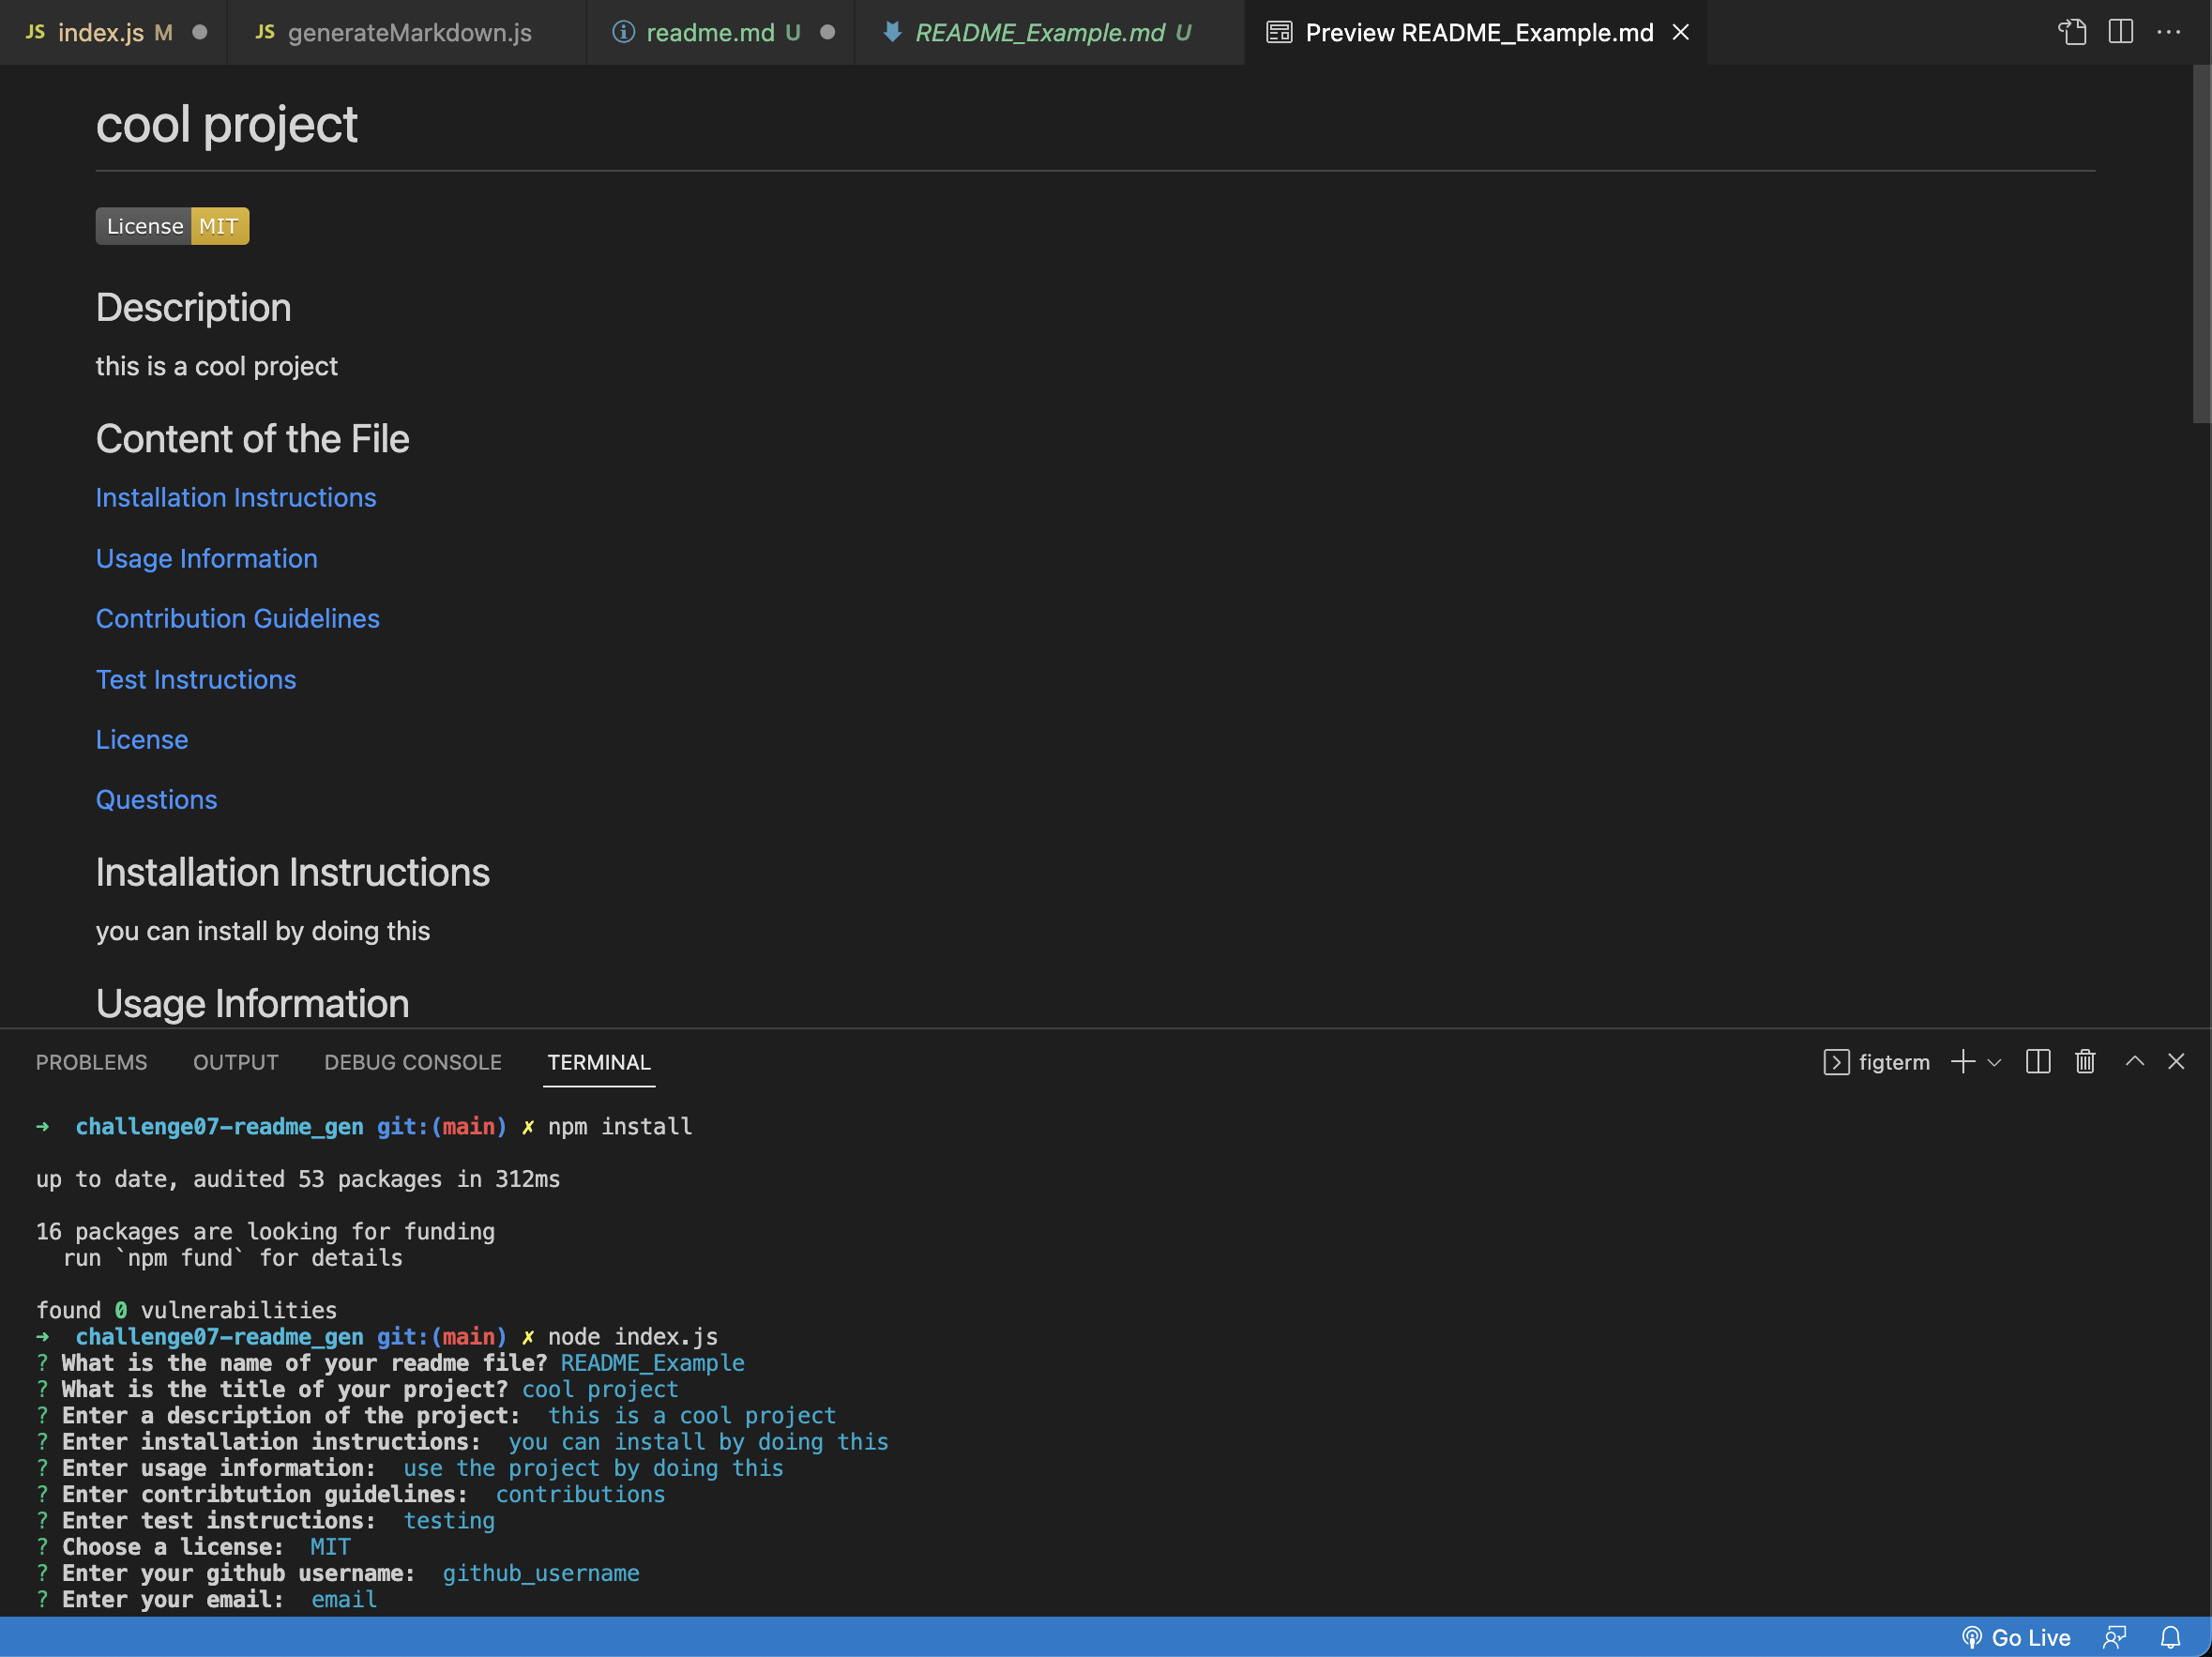 JS index.js M
JS generateMarkdown.js
readme.md U
README_Example.md U
Preview README_Example.md
cool project
License MIT
Description
this is a cool project
Content of the File
Installation Instructions
Usage Information
Contribution Guidelines
Test Instructions
License
Questions
Installation Instructions
you can install by doing this
Usage Information
PROBLEMS OUTPUT DEBUG CONSOLE TERMINAL
figterm
➜ challenge07-readme_gen git:(main) ✗ npm install
up to date, audited 53 packages in 312ms
16 packages are looking for funding
run `npm fund` for details
found 0 vulnerabilities
➜ challenge07-readme_gen git:(main) ✗ node index.js
? What is the name of your readme file? README_Example
? What is the title of your project? cool project
? Enter a description of the project: this is a cool project
? Enter installation instructions: you can install by doing this
? Enter usage information: use the project by doing this
? Enter contribtution guidelines: contributions
? Enter test instructions: testing
? Choose a license: MIT
? Enter your github username: github_username
? Enter your email: email
Go Live